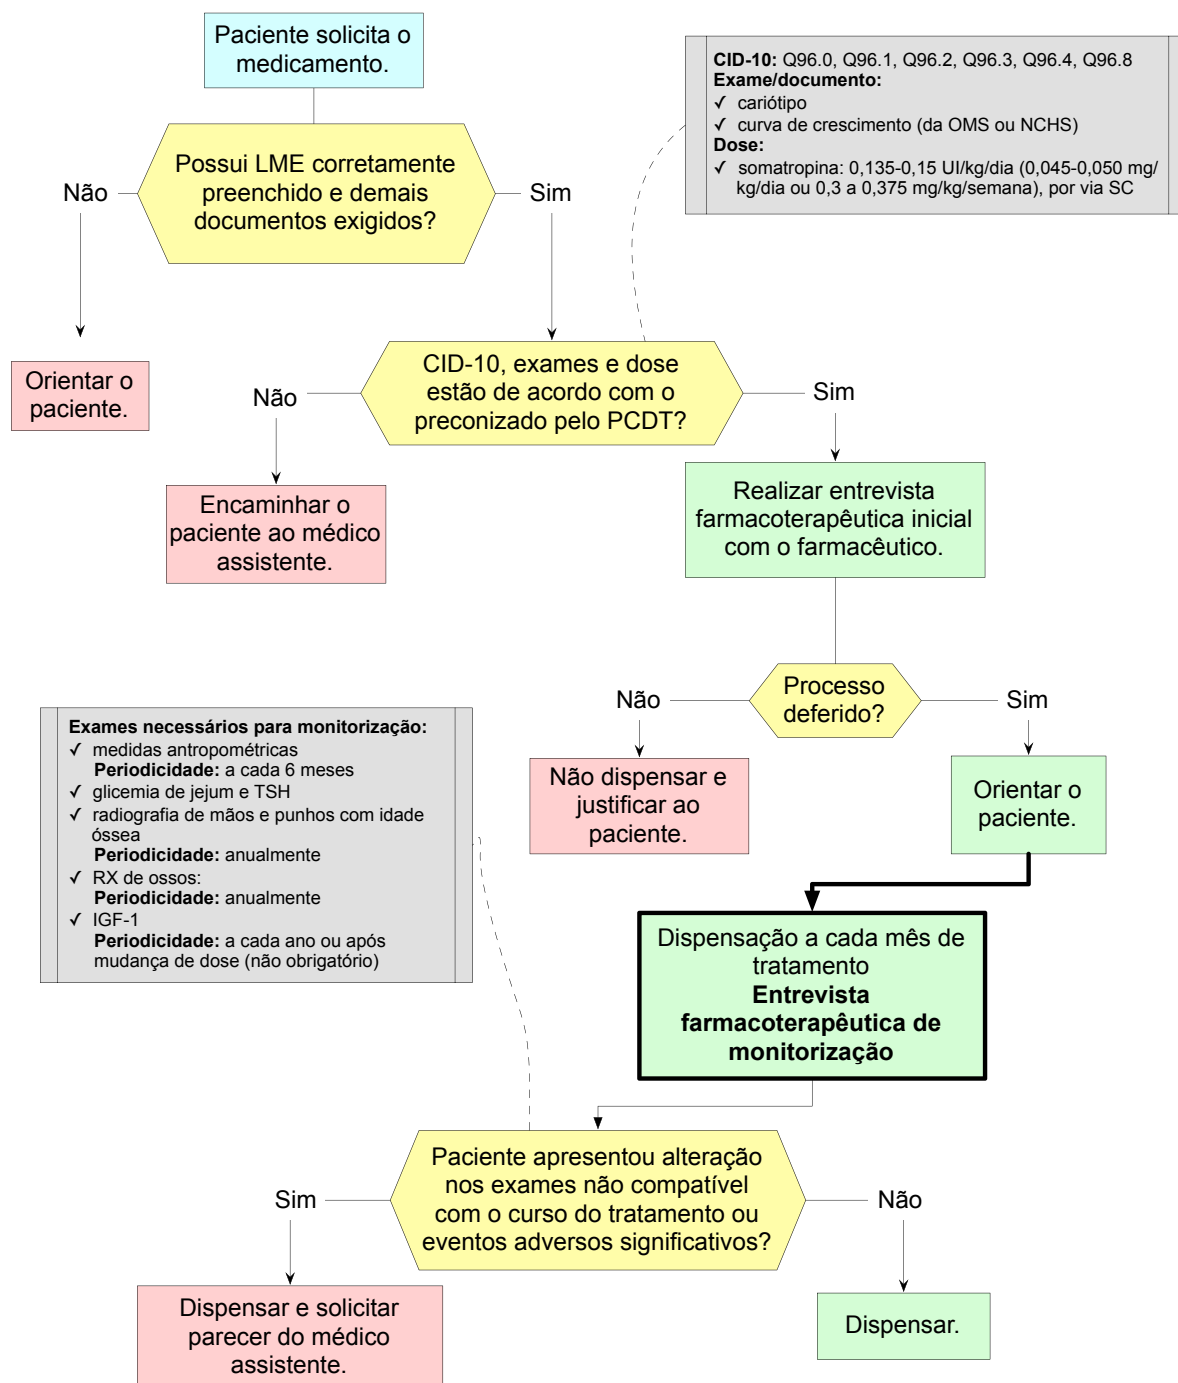 Paciente solicita o
medicamento.
CID-10: Q96.0, Q96.1, Q96.2, Q96.3, Q96.4, Q96.8
Exame/documento:
✓ cariótipo
✓ curva de crescimento (da OMS ou NCHS)
Dose:
✓ somatropina: 0,135-0,15 UI/kg/dia (0,045-0,050 mg/
kg/dia ou 0,3 a 0,375 mg/kg/semana), por via SC
Possui LME corretamente
preenchido e demais
documentos exigidos?
Não
Sim
Orientar o
paciente.
CID-10, exames e dose
estão de acordo com o
preconizado pelo PCDT?
Não
Sim
Encaminhar o
paciente ao médico
assistente.
Realizar entrevista
farmacoterapêutica inicial
com o farmacêutico.
Processo
deferido?
Não
Sim
Não dispensar e
justificar ao
paciente.
Orientar o
paciente.
Exames necessários para monitorização:
✓ medidas antropométricas
Periodicidade: a cada 6 meses
✓ glicemia de jejum e TSH
✓ radiografia de mãos e punhos com idade
óssea
Periodicidade: anualmente
✓ RX de ossos:
Periodicidade: anualmente
✓ IGF-1
Periodicidade: a cada ano ou após
mudança de dose (não obrigatório)
Dispensação a cada mês de
tratamento
Entrevista
farmacoterapêutica de
monitorização
Paciente apresentou alteração
nos exames não compatível
com o curso do tratamento ou
eventos adversos significativos?
Sim
Não
Dispensar e solicitar
parecer do médico
assistente.
Dispensar.